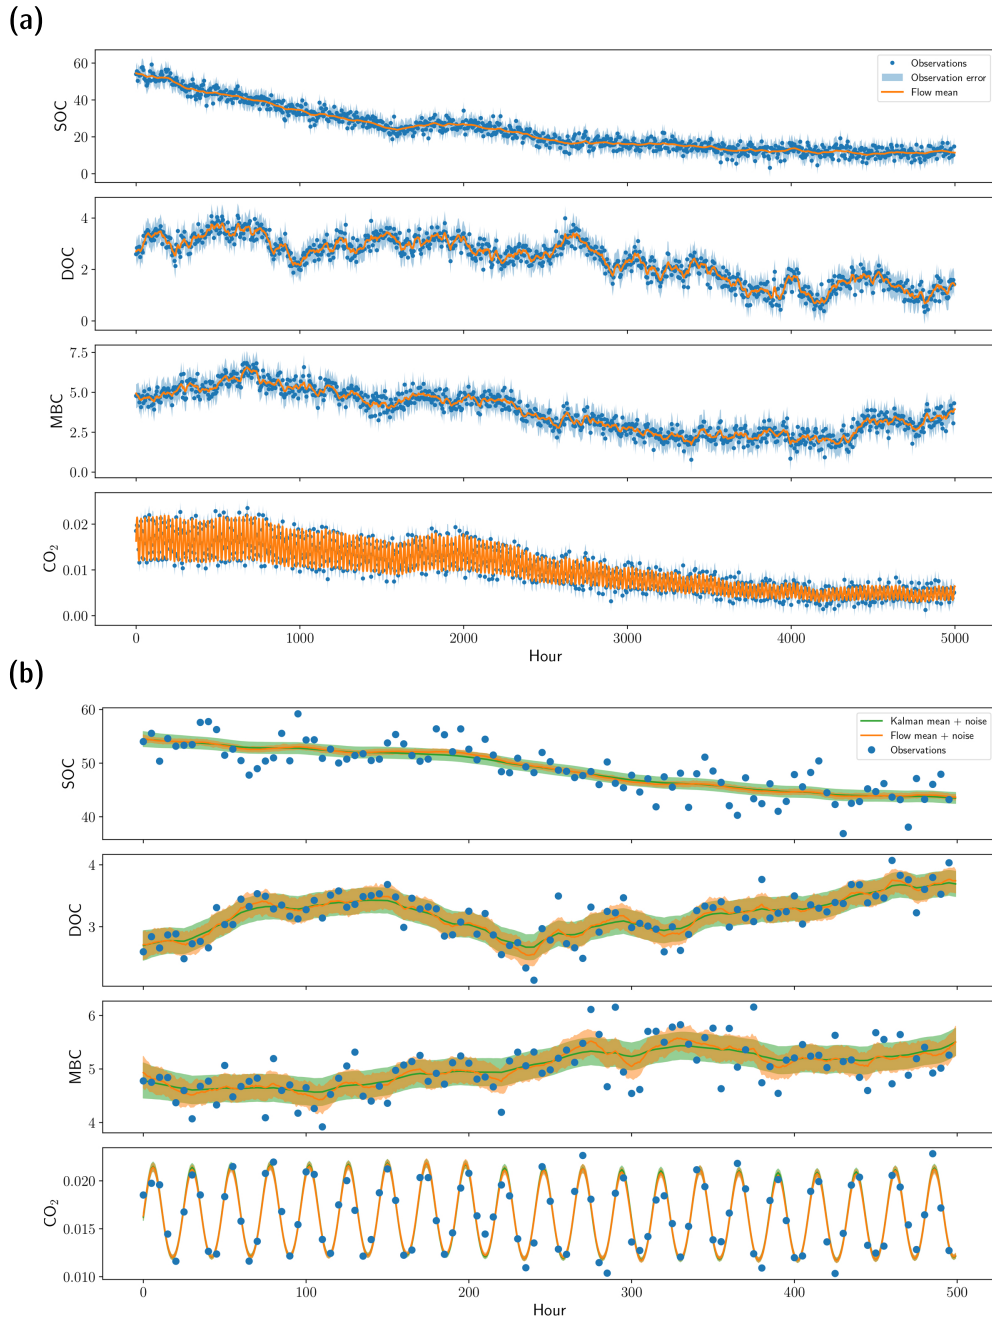 (a)
60
40
20
0
SOC
Observations
Observation error
Flow mean
4
2
0
DOC
7.5
5.0
2.5
0.0
MBC
0.02
0.01
0.00
CO2
0
1000
2000
3000
4000
5000
Hour
(b)
60
50
40
SOC
Kalman mean + noise
Flow mean + noise
Observations
4
3
DOC
6
5
4
MBC
0.020
0.015
0.010
CO2
0
100
200
300
400
500
Hour